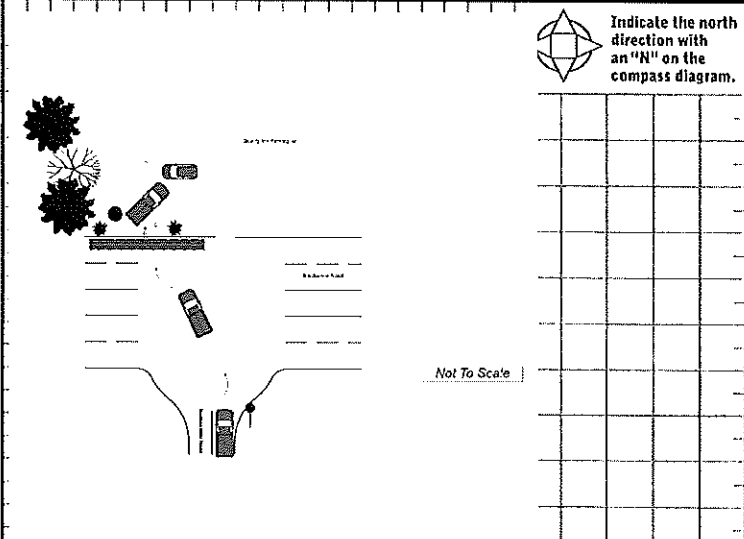 Indicate the north
direction with
an "N" on the
compass diagram.
Not To Scale